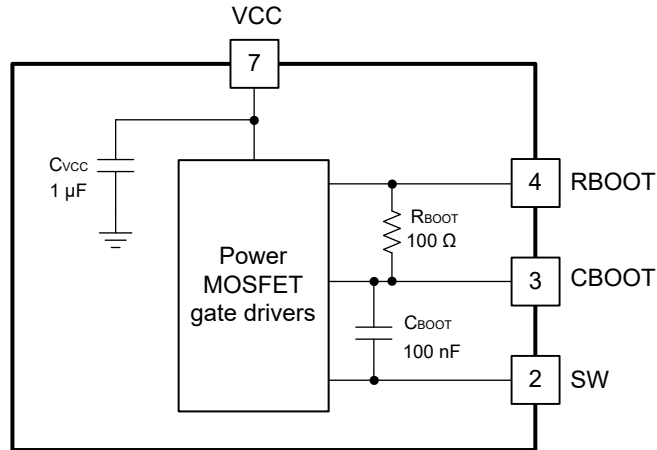 VCC
7
CVCC
1 µF
4
RBOOT
RBOOT
100 Ω
Power
MOSFET
gate drivers
3
CBOOT
CBOOT
100 nF
2
SW